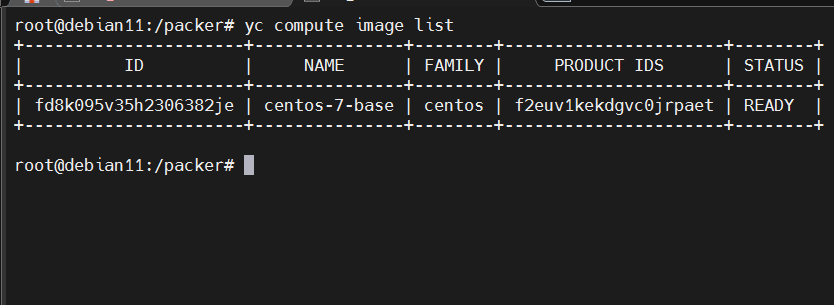 root@debian11:/packer# yc compute image list
+----------------------+---------------+--------+----------------------+--------+
|          ID          |     NAME      | FAMILY |     PRODUCT IDS      | STATUS |
+----------------------+---------------+--------+----------------------+--------+
| fd8k095v35h2306382je | centos-7-base | centos | f2euv1kekdgvc0jrpaet | READY  |
+----------------------+---------------+--------+----------------------+--------+
root@debian11:/packer#